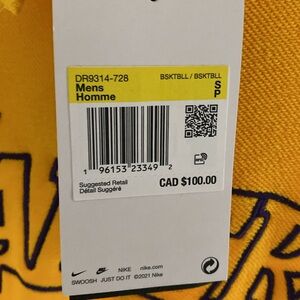 DR9314-728 BSKTBLL / BSKTBLL
Mens S
Homme P
1 96153 23349 2
Suggested Retail
Détail Suggéré
CAD $100.00
NIKE nike.com
SWOOSH JUST DO IT ©2021 Nike